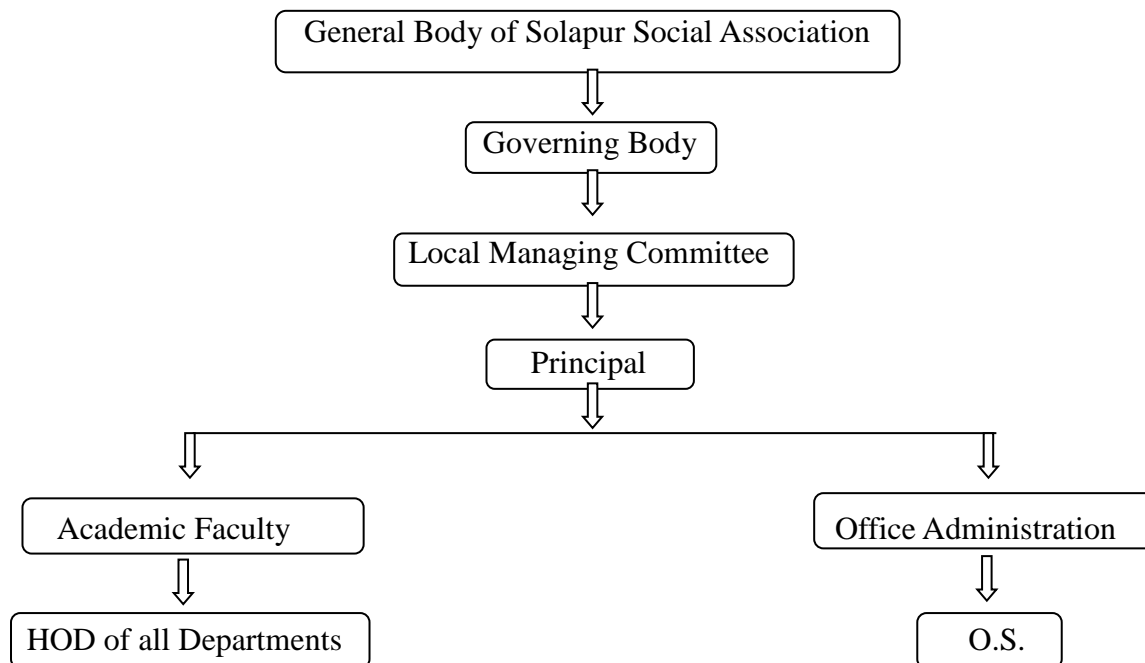 General Body of Solapur Social Association
Governing Body
Local Managing Committee
Principal
Academic Faculty
Office Administration
HOD of all Departments
O.S.